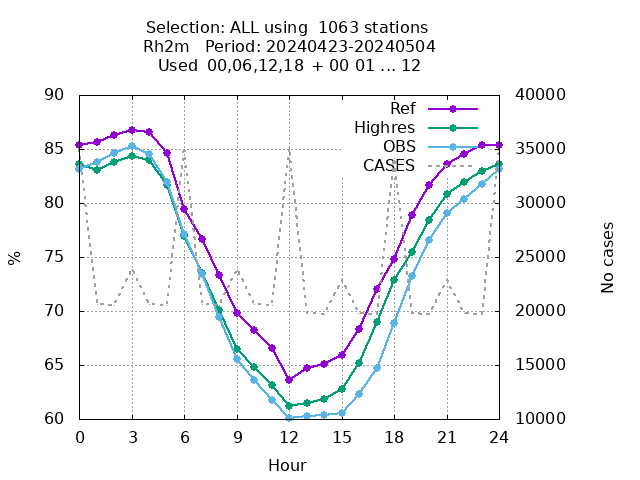 Selection: ALL using  1063 stations
Rh2m   Period: 20240423-20240504
Used  00,06,12,18  + 00 01 ... 12
90
85
80
75
70
65
60
%
40000
35000
30000
25000
20000
15000
10000
No cases
Ref
Highres
OBS
CASES
0 3 6 9 12 15 18 21 24
Hour